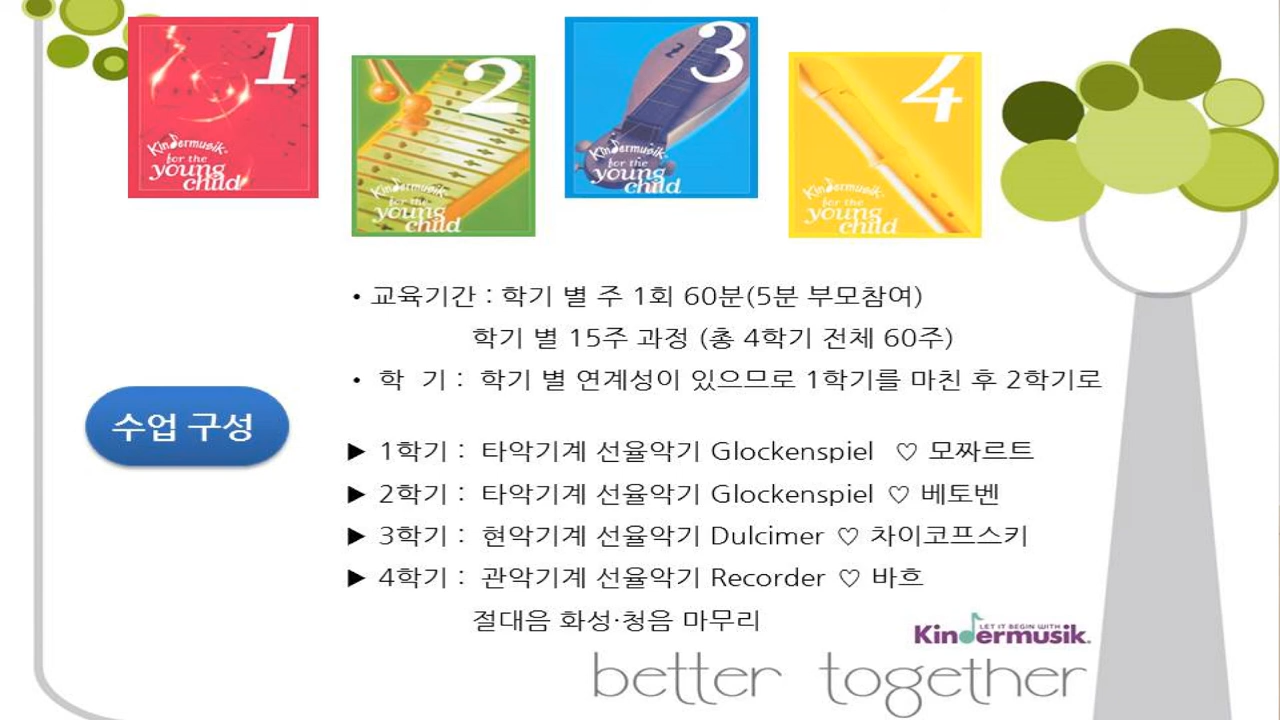 1
Kindermusik
for the
young
child
2
Kindermusik
for the
young
child
3
Kindermusik
for the
young
child
4
Kindermusik
for the
young
child
• 교육기간 : 학기 별 주 1회 60분(5분 부모참여)
학기 별 15주 과정 (총 4학기 전체 60주)
• 학 기 : 학기 별 연계성이 있으므로 1학기를 마친 후 2학기로
수업 구성
▶ 1학기 : 타악기계 선율악기 Glockenspiel ♡ 모짜르트
▶ 2학기 : 타악기계 선율악기 Glockenspiel ♡ 베토벤
▶ 3학기 : 현악기계 선율악기 Dulcimer ♡ 차이코프스키
▶ 4학기 : 관악기계 선율악기 Recorder ♡ 바흐
절대음 화성·청음 마무리
LET IT BEGIN WITH
Kindermusik.
better together